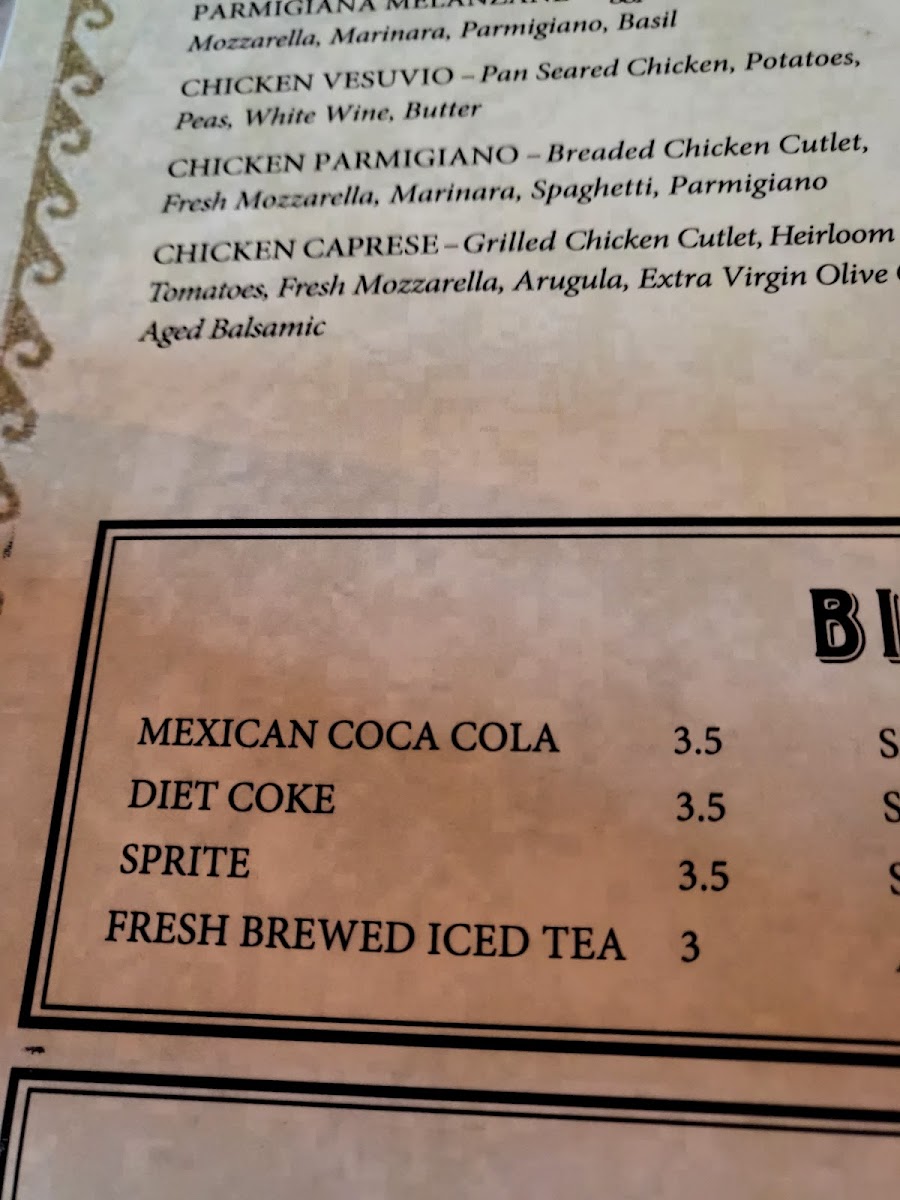 PARMIGIANA
Mozzarella, Marinara, Parmigiano, Basil
CHICKEN VESUVIO – Pan Seared Chicken, Potatoes,
Peas, White Wine, Butter
CHICKEN PARMIGIANO – Breaded Chicken Cutlet,
Fresh Mozzarella, Marinara, Spaghetti, Parmigiano
CHICKEN CAPRESE – Grilled Chicken Cutlet, Heirloom
Tomatoes, Fresh Mozzarella, Arugula, Extra Virgin Olive
Aged Balsamic
MEXICAN COCA COLA 3.5
DIET COKE 3.5
SPRITE 3.5
FRESH BREWED ICED TEA 3